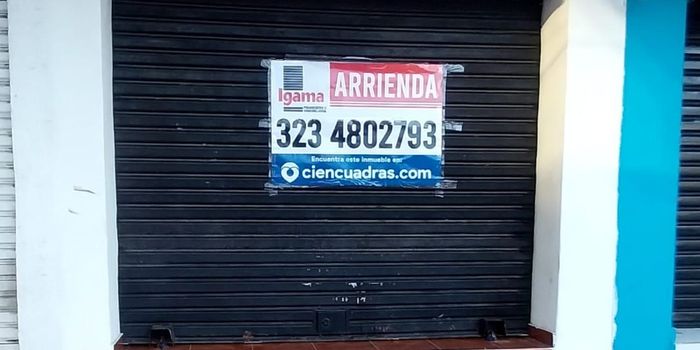 ARRIENDA
Igama
323 4802793
Encuentra este inmueble en:
ciencuadras.com